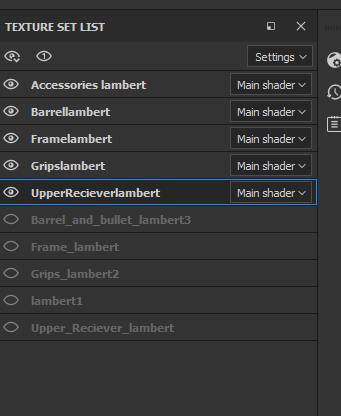 TEXTURE SET LIST
1 Settings
Accessories lambert Main shader
Barrellambert Main shader
Framelambert Main shader
Gripslambert Main shader
UpperRecieverlambert Main shader
Barrel_and_bullet_lambert3
Frame_lambert
Grips_lambert2
lambert1
Upper_Reciever_lambert